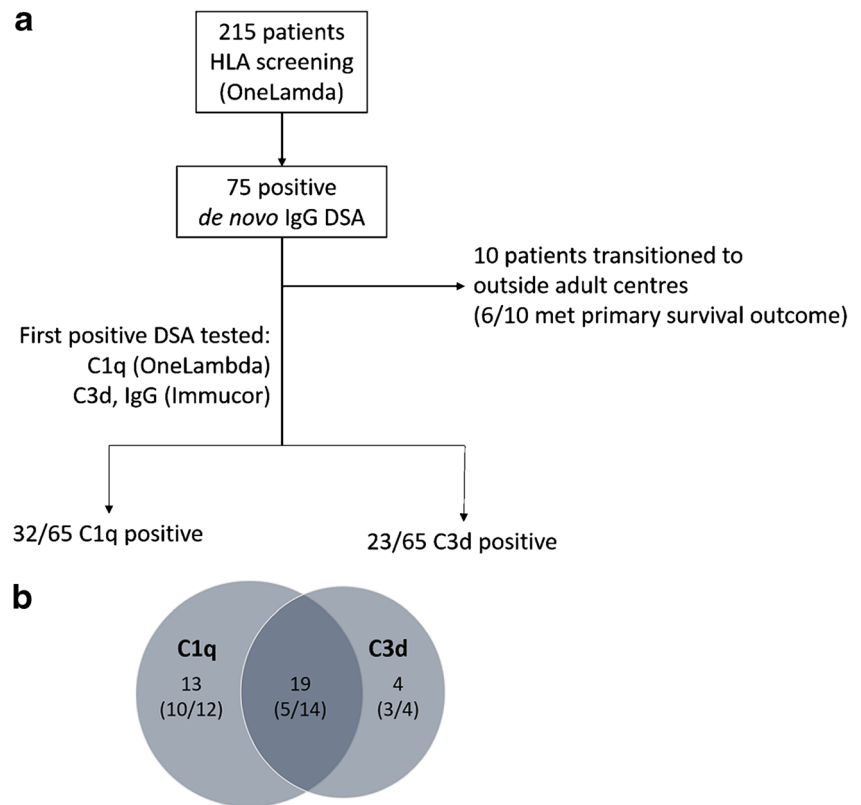 a
215 patients
HLA screening
(OneLamda)
75 positive
de novo IgG DSA
10 patients transitioned to
outside adult centres
(6/10 met primary survival outcome)
First positive DSA tested:
C1q (OneLambda)
C3d, IgG (Immucor)
32/65 C1q positive
23/65 C3d positive
b
C1q
13
(10/12)
19
(5/14)
C3d
4
(3/4)